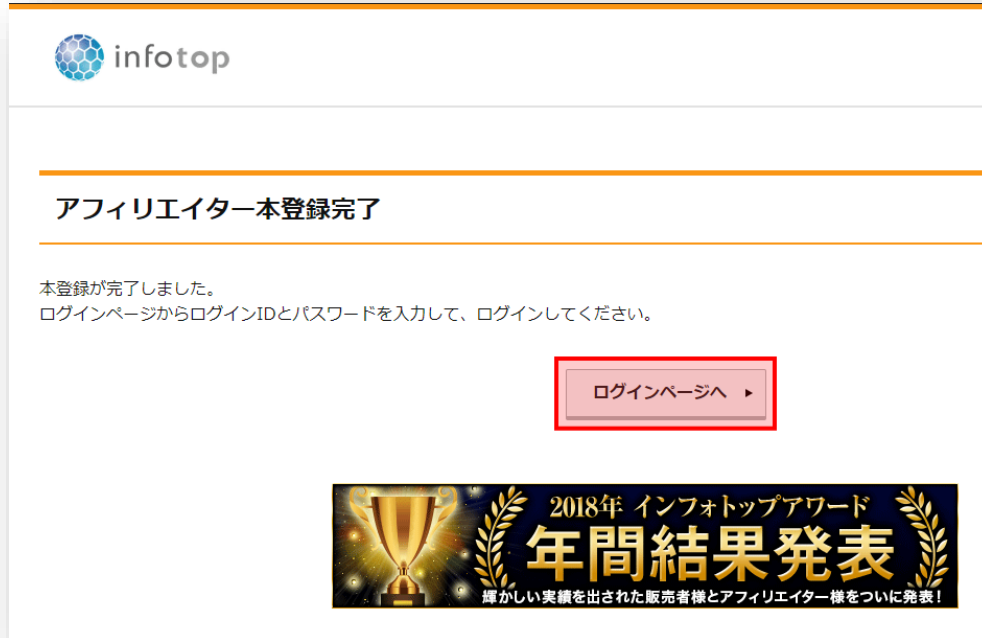 infotop
アフィリエイター本登録完了
本登録が完了しました。
ログインページからログインIDとパスワードを入力して、ログインしてください。
ログインページへ
2018年 インフォトップアワード
年間結果発表
輝かしい実績を出された販売者様とアフィリエイター様をついに発表!